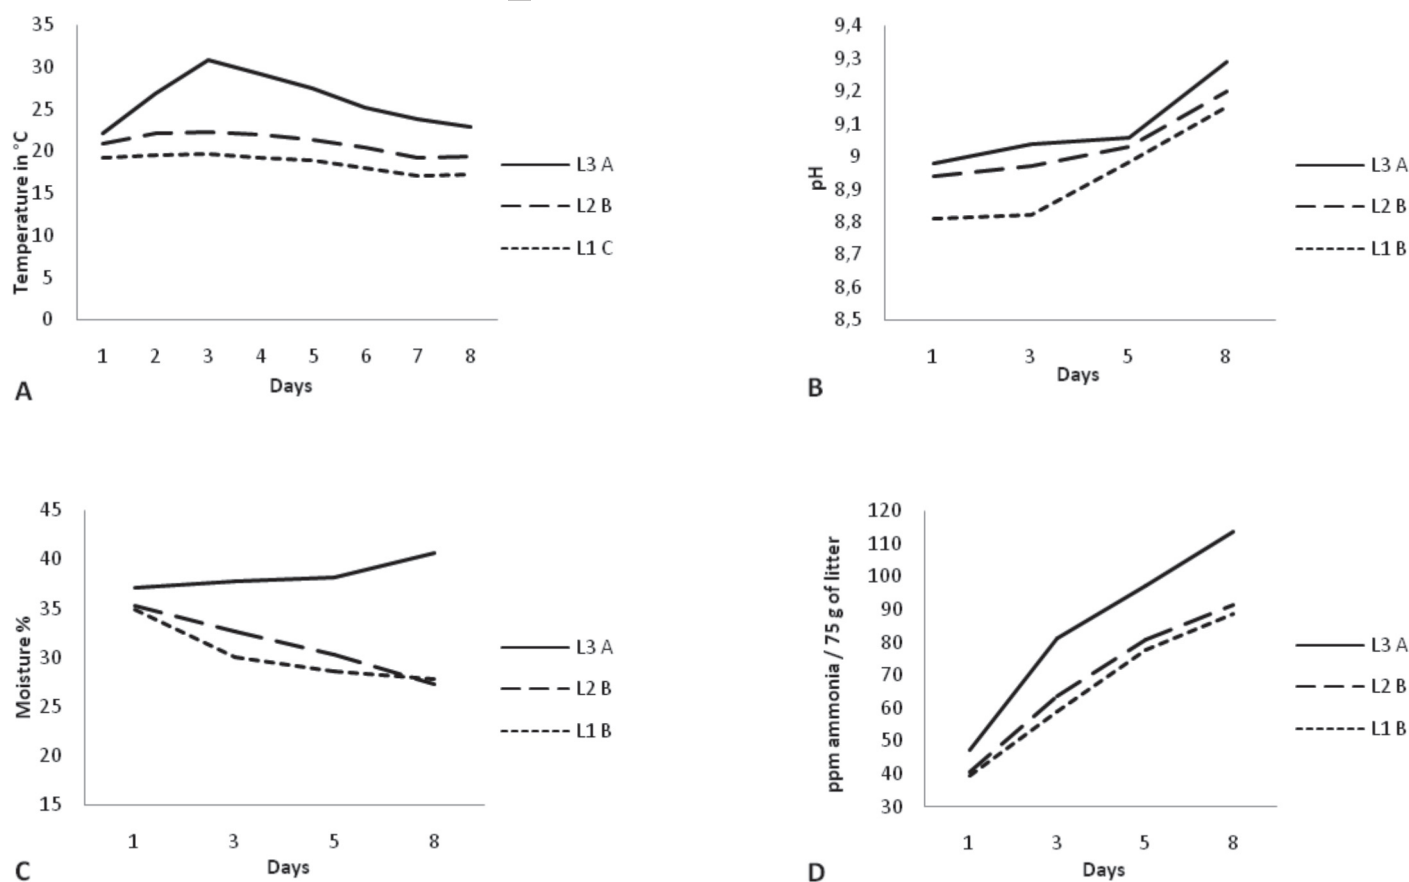 35
30
25
20
15
10
5
0
Temperature in °C
1 2 3 4 5 6 7 8
Days
L3 A
L2 B
L1 C
A
9,4
9,3
9,2
9,1
9
8,9
8,8
8,7
8,6
8,5
pH
1 3 5 8
Days
L3 A
L2 B
L1 B
B
45
40
35
30
25
20
15
Moisture %
1 3 5 8
Days
L3 A
L2 B
L1 B
C
120
110
100
90
80
70
60
50
40
30
ppm ammonia / 75 g of litter
1 3 5 8
Days
L3 A
L2 B
L1 B
D